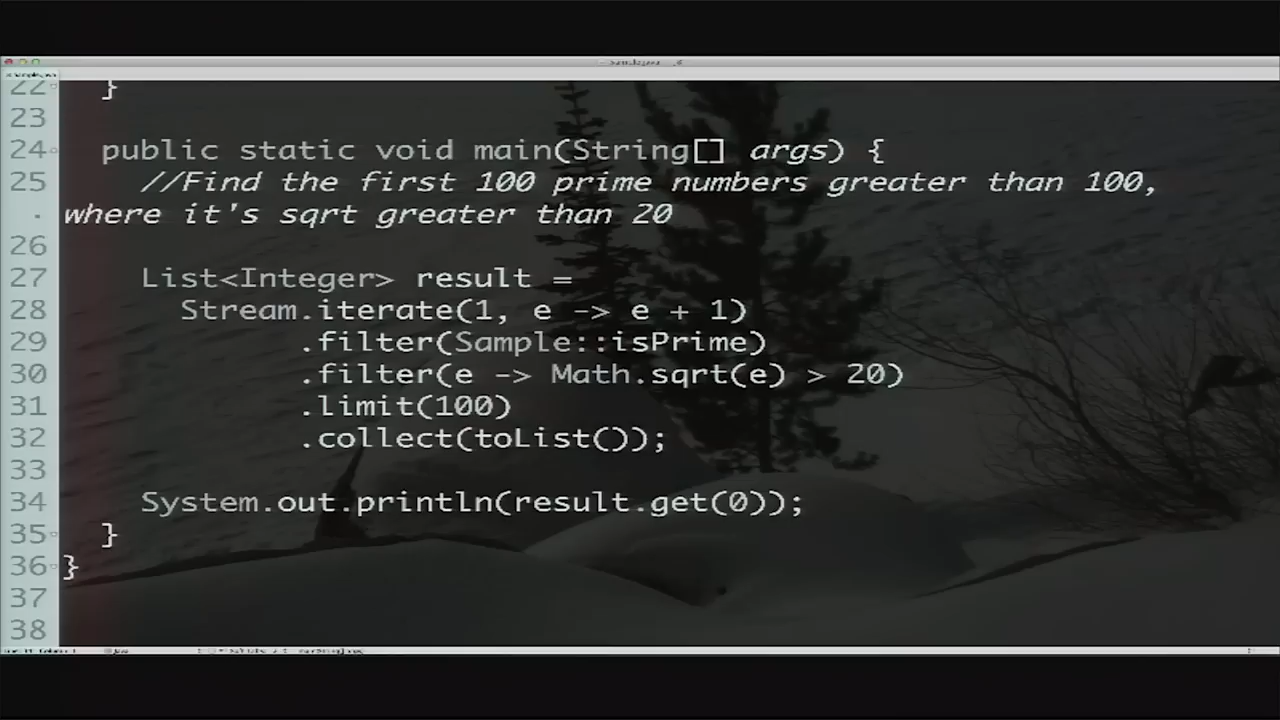 22 }
23
24 public static void main(String[] args) {
25 //Find the first 100 prime numbers greater than 100,
where it's sqrt greater than 20
26
27 List<Integer> result =
28 Stream.iterate(1, e -> e + 1)
29 .filter(Sample::isPrime)
30 .filter(e -> Math.sqrt(e) > 20)
31 .limit(100)
32 .collect(toList());
33
34 System.out.println(result.get(0));
35 }
36 }
37
38